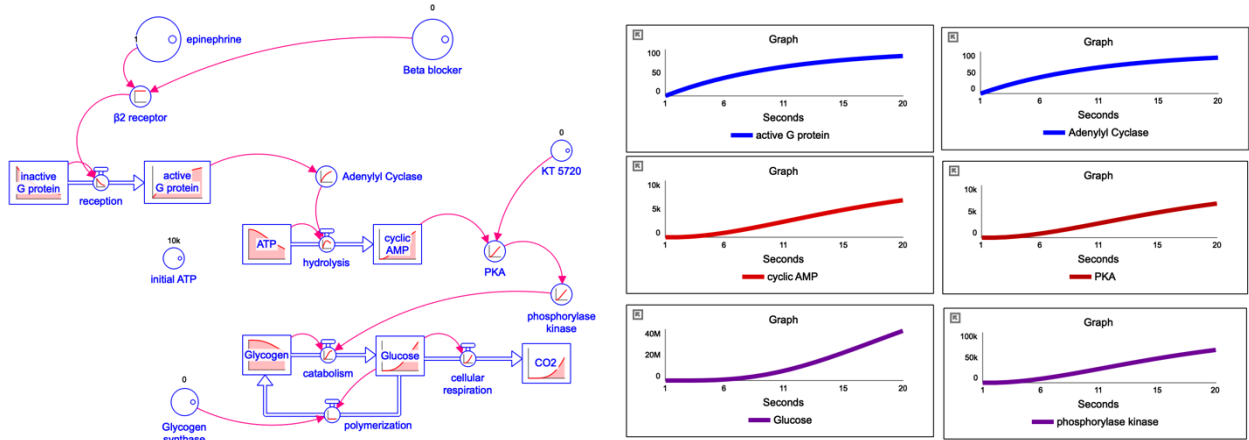 0
1
epinephrine
Beta blocker
β2 receptor
inactive
G protein
reception
active
G protein
Adenylyl Cyclase
0
KT 5720
10k
initial ATP
ATP
hydrolysis
cyclic
AMP
PKA
phosphorylase
kinase
Glycogen
catabolism
Glucose
cellular
respiration
CO2
0
Glycogen
synthase
polymerization
Graph
100
50
0
1 6 11 15 20
Seconds
active G protein
Graph
100
50
0
1 6 11 15 20
Seconds
Adenylyl Cyclase
Graph
10k
5k
0
1 6 11 15 20
Seconds
cyclic AMP
Graph
10k
5k
0
1 6 11 15 20
Seconds
PKA
Graph
40M
20M
0
1 6 11 15 20
Seconds
Glucose
Graph
100k
50k
0
1 6 11 15 20
Seconds
phosphorylase kinase